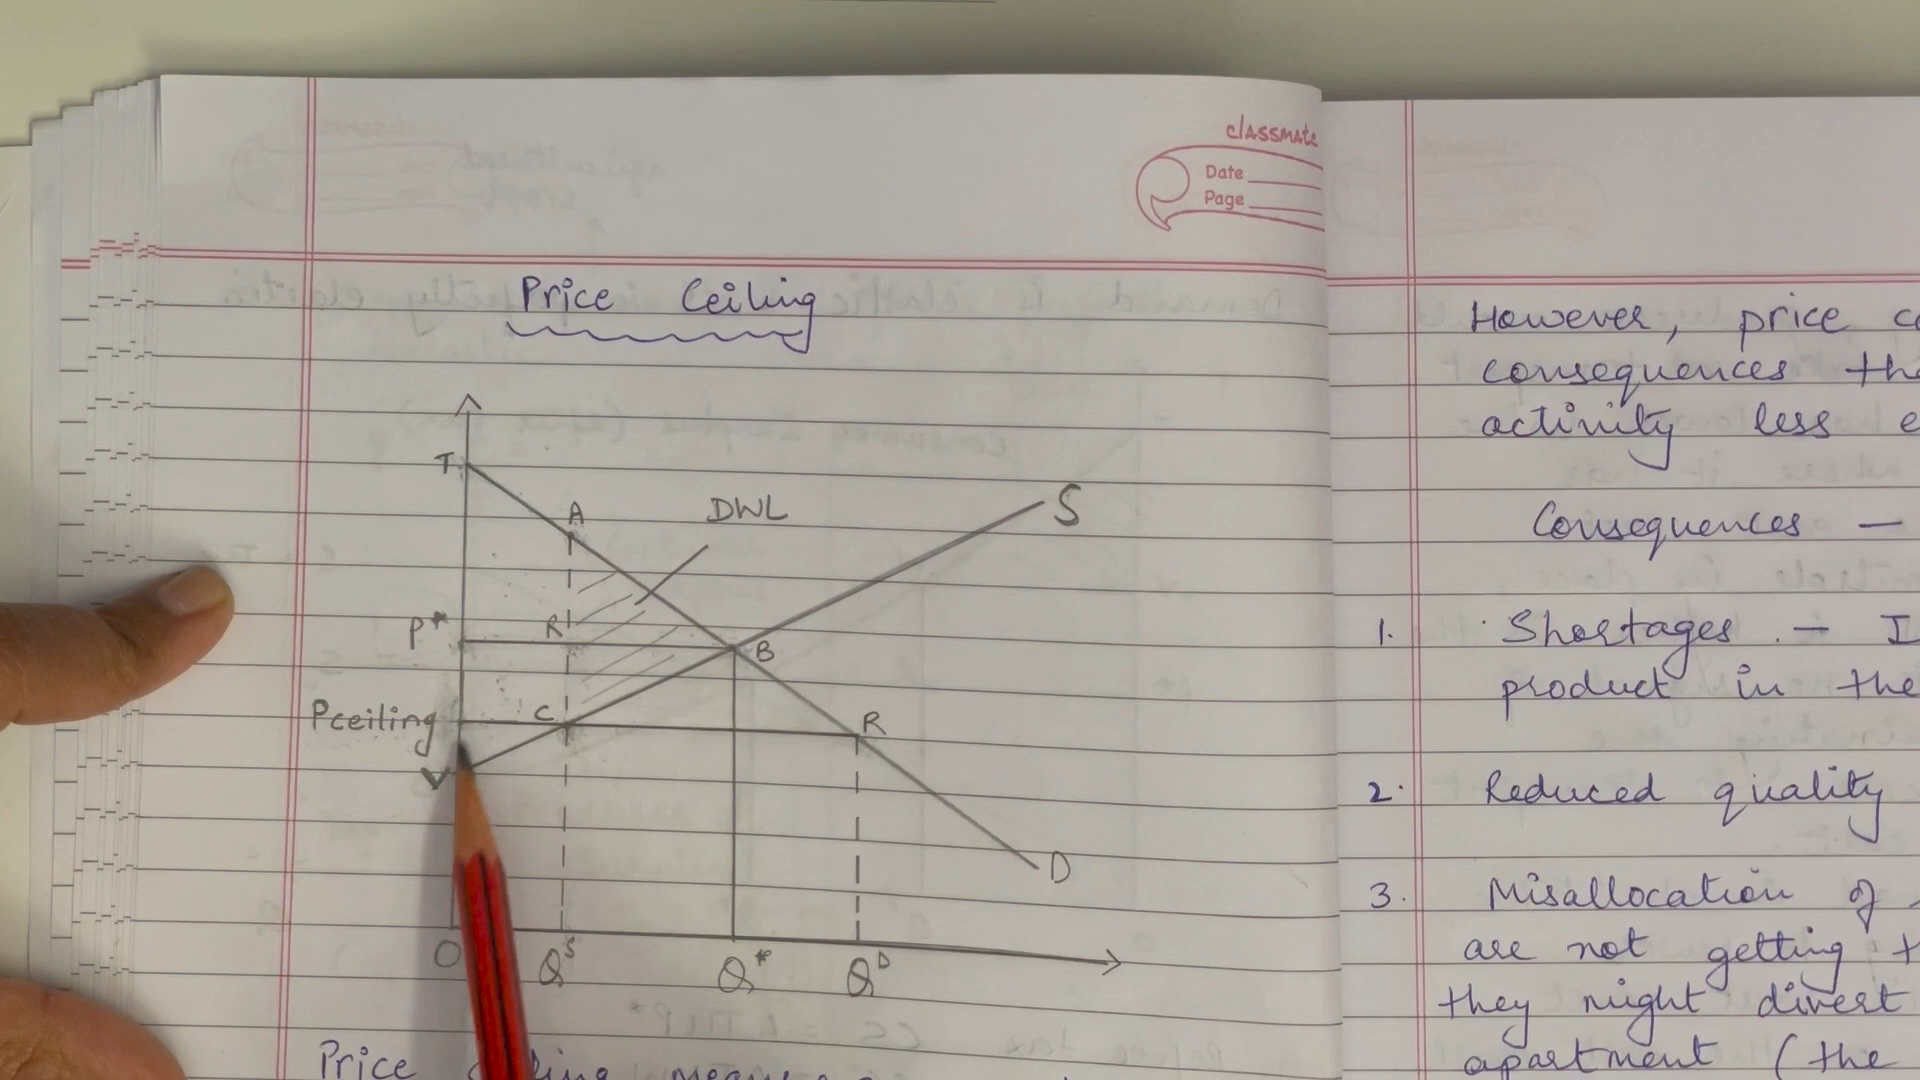 classmate
Date
Page
Price Ceiling
T
A
DWL
S
P*
R'
B
Pceiling
C
R
V
D
O
Q^S
Q*
Q^D
Price
However, price
consequences
activity less
Consequences —
1. Shortages. — I
product in the
2. Reduced quality
3. Misallocation of
are not getting
they might divert
apartment (the